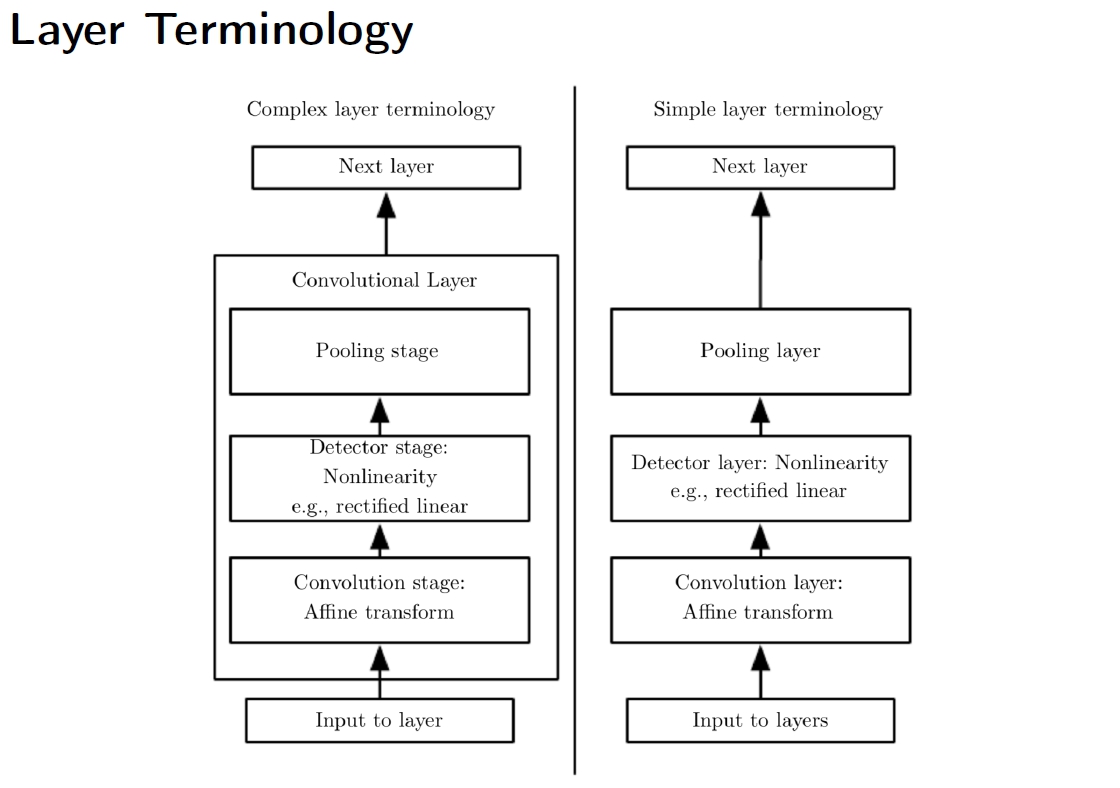 Layer Terminology
Complex layer terminology
Next layer
Convolutional Layer
Pooling stage
Detector stage:
Nonlinearity
e.g., rectified linear
Convolution stage:
Affine transform
Input to layer
Simple layer terminology
Next layer
Pooling layer
Detector layer: Nonlinearity
e.g., rectified linear
Convolution layer:
Affine transform
Input to layers